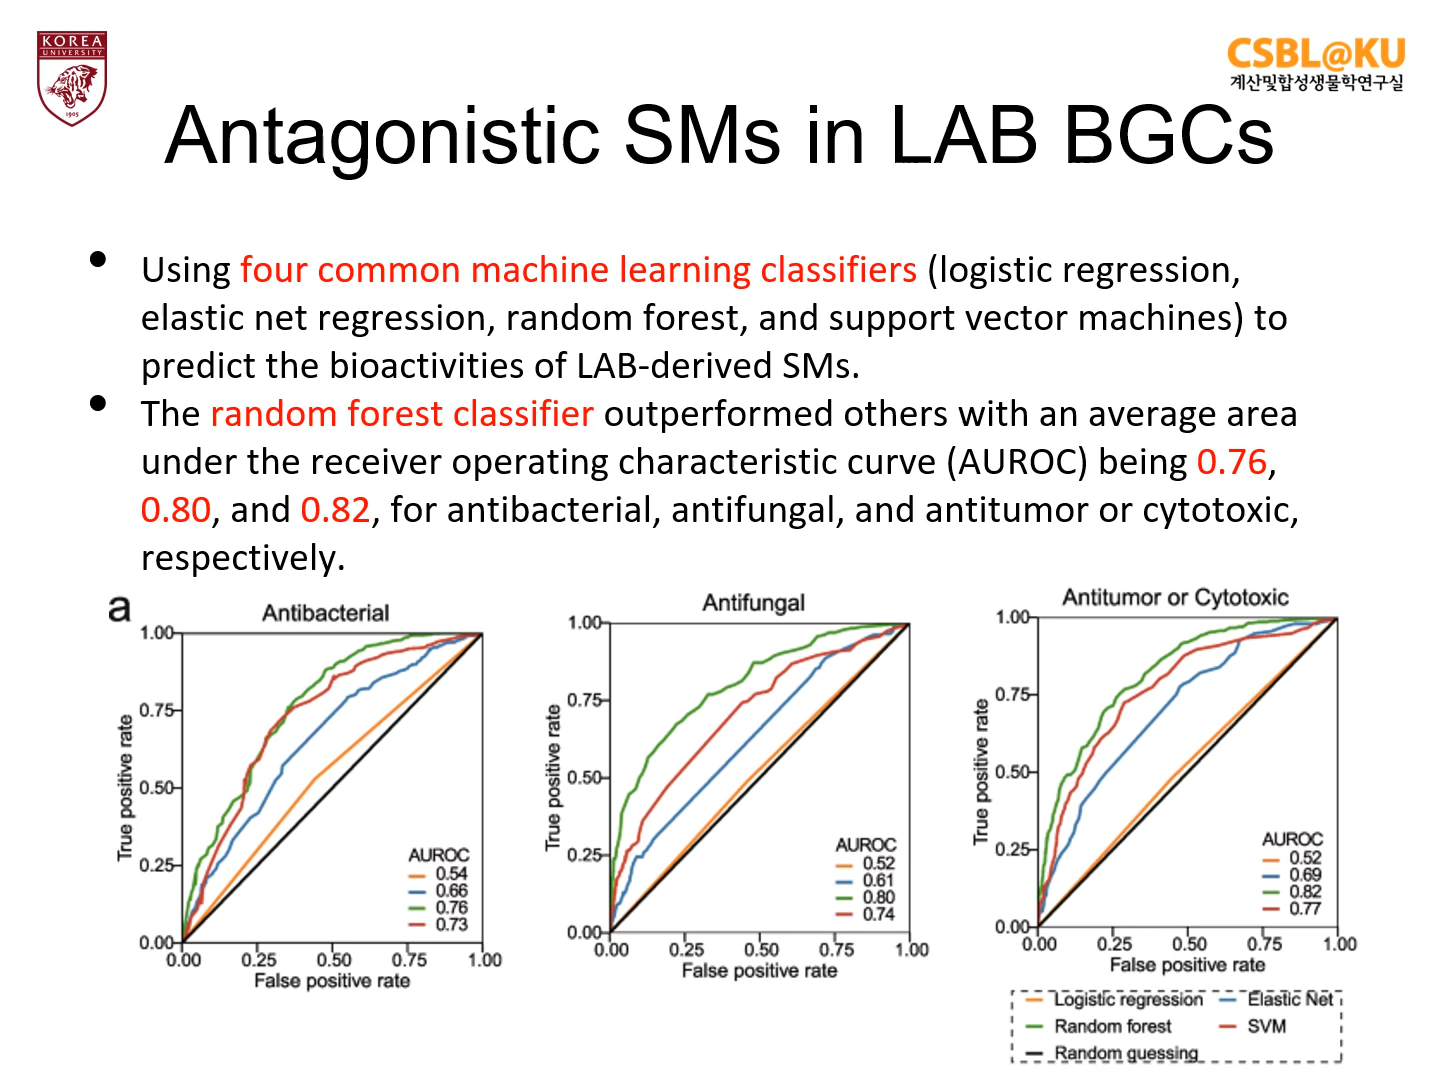 KOREA
UNIVERSITY
1905
CSBL@KU
계산및합성생물학연구실
Antagonistic SMs in LAB BGCs
• Using four common machine learning classifiers (logistic regression,
elastic net regression, random forest, and support vector machines) to
predict the bioactivities of LAB-derived SMs.
• The random forest classifier outperformed others with an average area
under the receiver operating characteristic curve (AUROC) being 0.76,
0.80, and 0.82, for antibacterial, antifungal, and antitumor or cytotoxic,
respectively.
a
Antibacterial
True positive rate
1.00
0.75
0.50
0.25
0.00
AUROC
0.54
0.66
0.76
0.73
0.00 0.25 0.50 0.75 1.00
False positive rate
Antifungal
True positive rate
1.00
0.75
0.50
0.25
0.00
AUROC
0.52
0.61
0.80
0.74
0.00 0.25 0.50 0.75 1.00
False positive rate
Antitumor or Cytotoxic
True positive rate
1.00
0.75
0.50
0.25
0.00
AUROC
0.52
0.69
0.82
0.77
0.00 0.25 0.50 0.75 1.00
False positive rate
Logistic regression Elastic Net
Random forest SVM
Random guessing